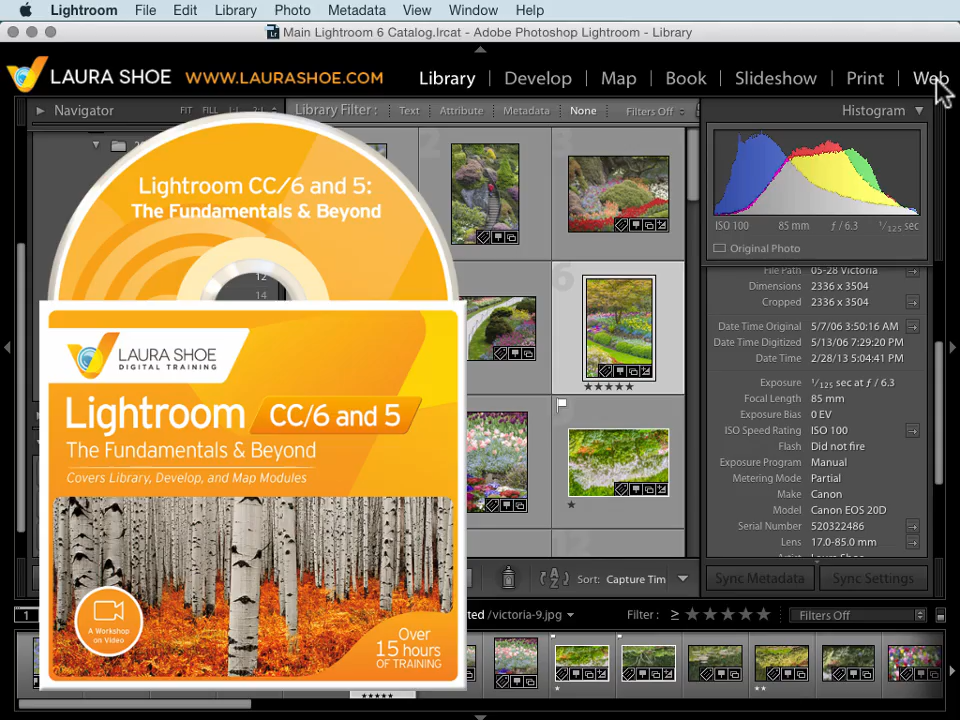 Lightroom File Edit Library Photo Metadata View Window Help
Main Lightroom 6 Catalog.lrcat - Adobe Photoshop Lightroom - Library
LAURA SHOE WWW.LAURASHOE.COM Library | Develop | Map | Book | Slideshow | Print | Web
Navigator FIT FILL
Library Filter : Text Attribute Metadata None Filters Off
Histogram
Lightroom CC/6 and 5:
The Fundamentals & Beyond
12
14
6
ISO 100 85 mm ƒ / 6.3 1/125 sec
Original Photo
File Path 05-28 Victoria
Dimensions 2336 x 3504
Cropped 2336 x 3504
Date Time Original 5/7/06 3:50:16 AM
Date Time Digitized 5/13/06 7:29:20 PM
Date Time 2/28/13 5:04:41 PM
Exposure 1/125 sec at ƒ / 6.3
Focal Length 85 mm
Exposure Bias 0 EV
ISO Speed Rating ISO 100
Flash Did not fire
Exposure Program Manual
Metering Mode Partial
Make Canon
Model Canon EOS 20D
Serial Number 520322486
Lens 17.0-85.0 mm
LAURA SHOE
DIGITAL TRAINING
Lightroom CC/6 and 5
The Fundamentals & Beyond
Covers Library, Develop, and Map Modules
A Workshop
on Video
Over
15 hours
OF TRAINING
Sort: Capture Tim
Sync Metadata Sync Settings
1
/victoria-9.jpg
Filter : ≥ ★★★★★ Filters Off